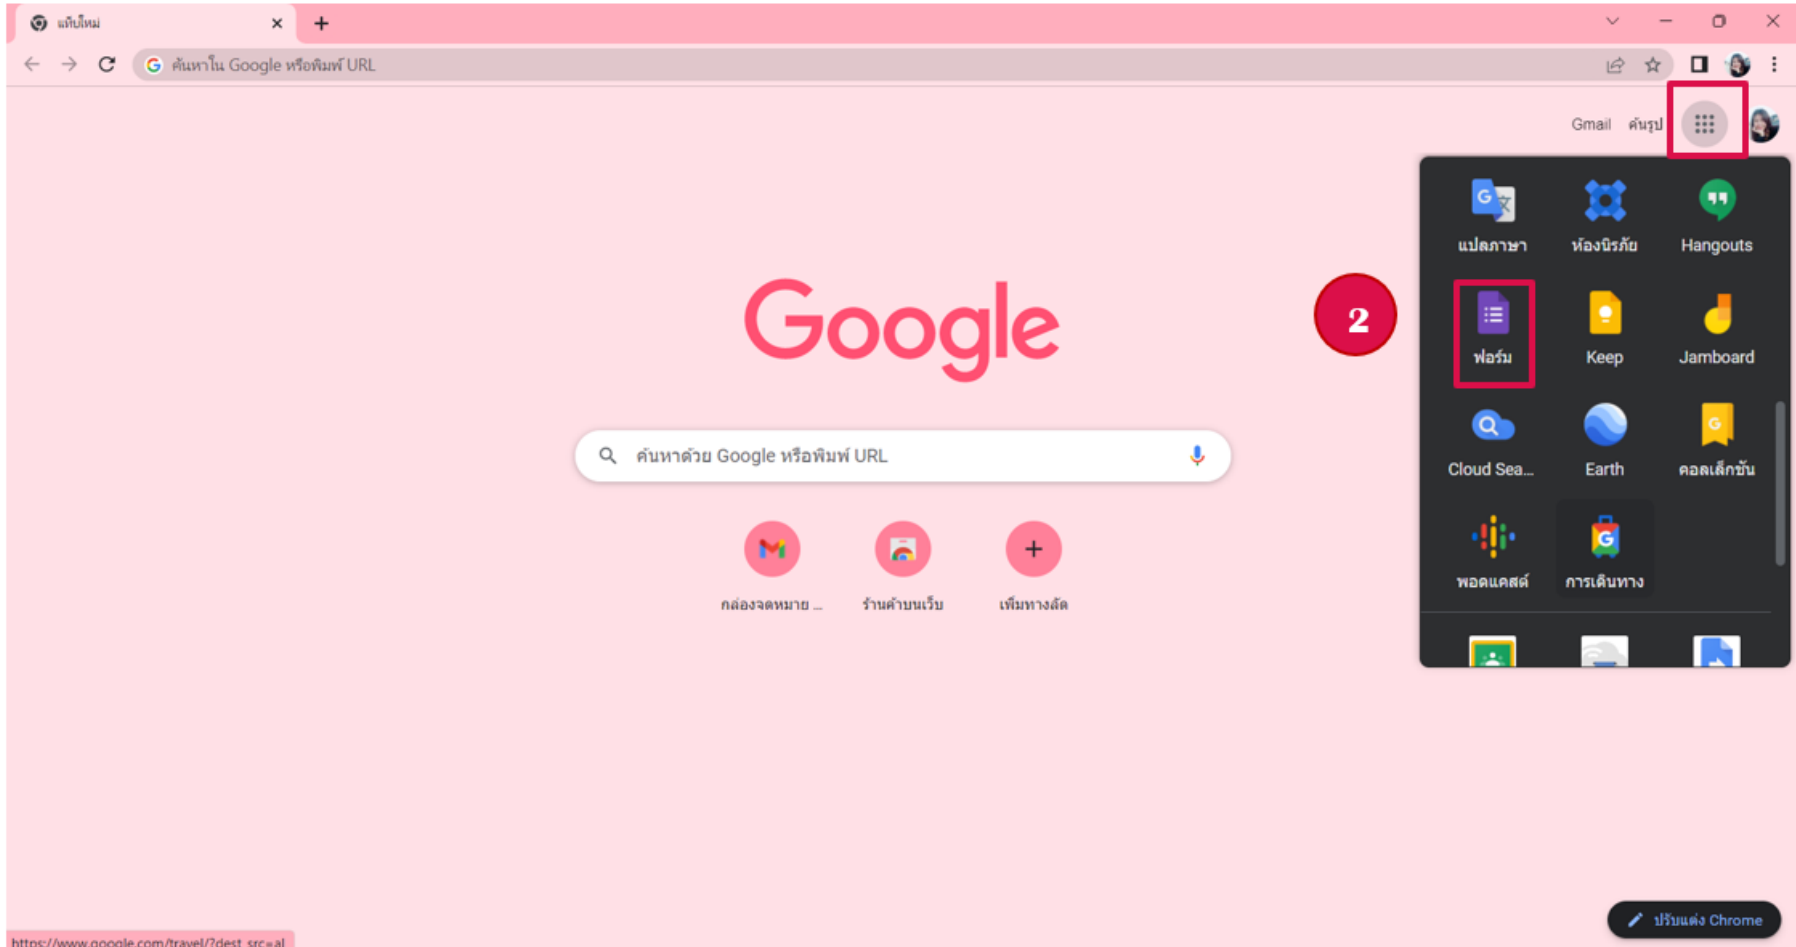 แท็บใหม่
ค้นหาใน Google หรือพิมพ์ URL
Gmail ค้นรูป
แปลภาษา ห้องนิรภัย Hangouts
Google
2
ฟอร์ม Keep Jamboard
ค้นหาด้วย Google หรือพิมพ์ URL
Cloud Sea... Earth คอลเล็กชัน
พอดแคสต์ การเดินทาง
กล่องจดหมาย ... ร้านค้าบนเว็บ เพิ่มทางลัด
ปรับแต่ง Chrome
https://www.google.com/travel/?dest_src=al